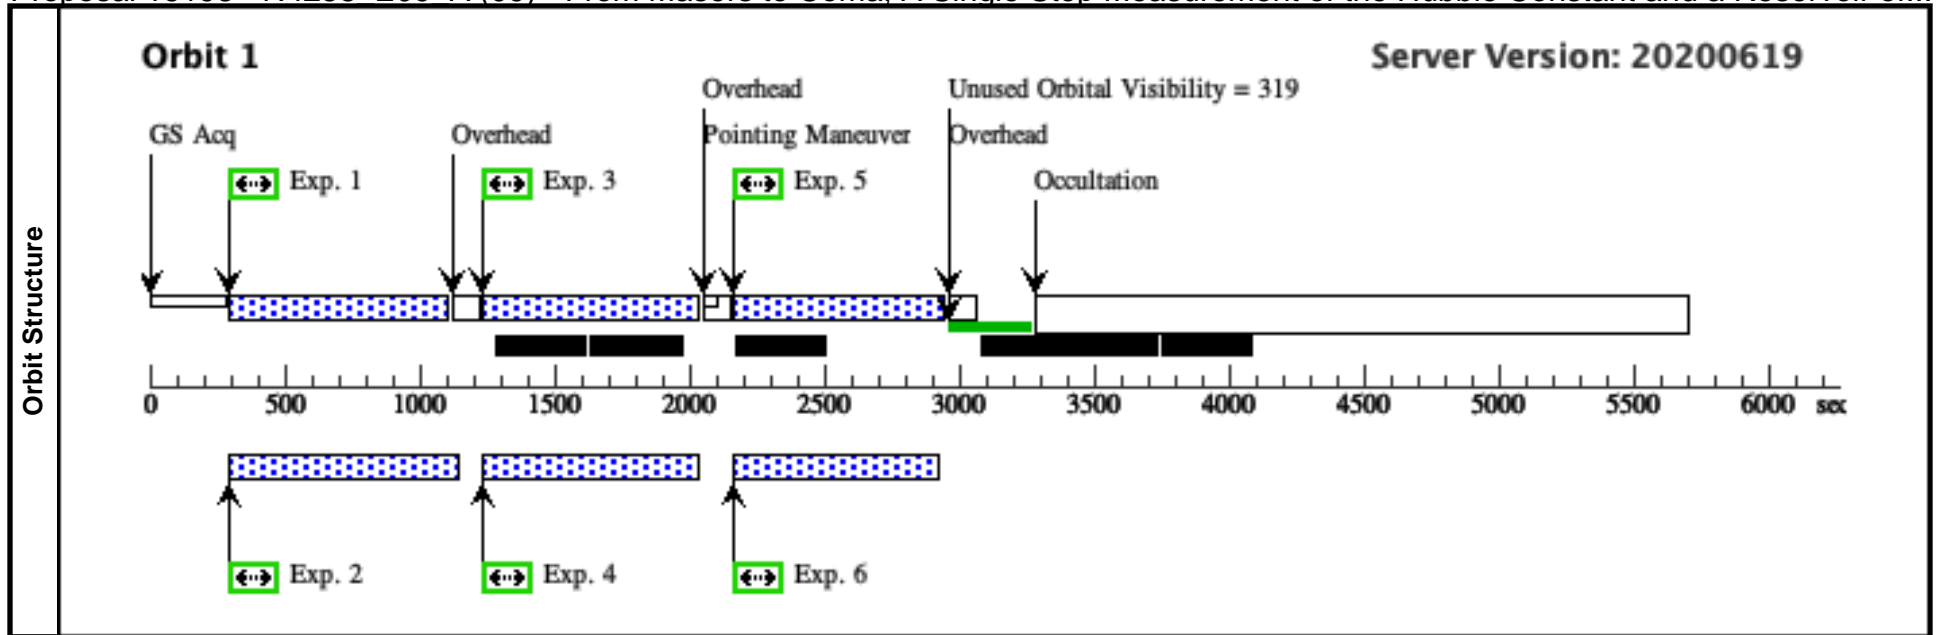 Orbit 1
Server Version: 20200619
Overhead
Unused Orbital Visibility = 319
GS Acq
Overhead
Pointing Maneuver
Overhead
Exp. 1
Exp. 3
Exp. 5
Occultation
Orbit Structure
0 500 1000 1500 2000 2500 3000 3500 4000 4500 5000 5500 6000 sec
Exp. 2
Exp. 4
Exp. 6